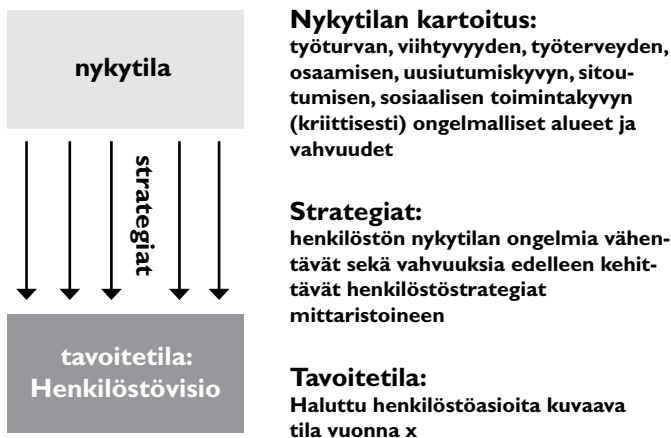 nykytila
strategiat
tavoitetila:
Henkilöstövisio
Nykytilan kartoitus:
työturvan, viihtyvyyden, työterveyden,
osaamisen, uusiutumiskyvyn, sitou-
tumisen, sosiaalisen toimintakyvyn
(kriittisesti) ongelmalliset alueet ja
vahvuudet
Strategiat:
henkilöstön nykytilan ongelmia vähen-
tävät sekä vahvuuksia edelleen kehit-
tävät henkilöstöstrategiat
mittaristoineen
Tavoitetila:
Haluttu henkilöstöasioita kuvaava
tila vuonna x